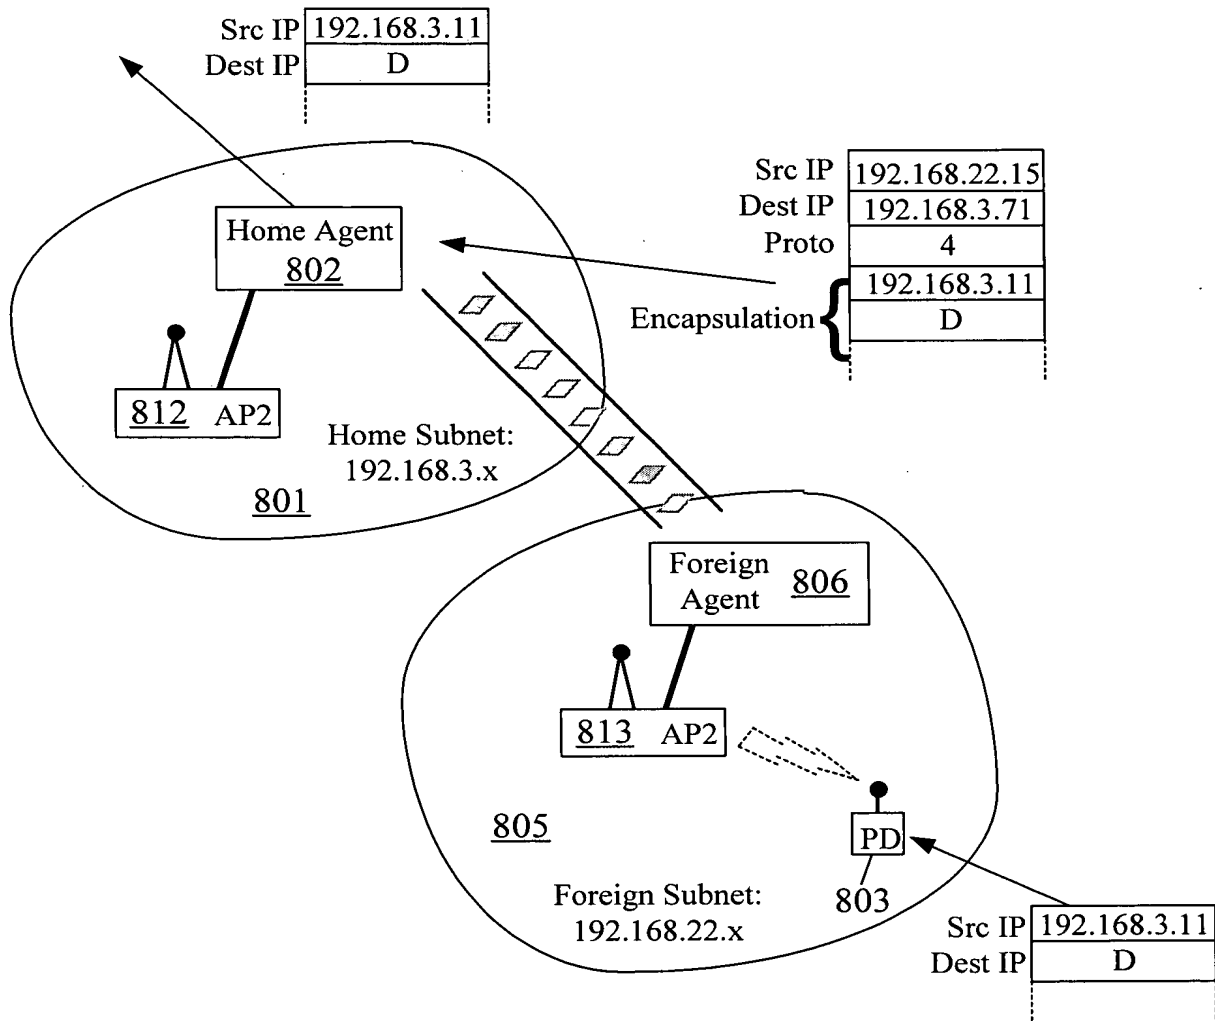 Src IP 192.168.3.11
Dest IP D
Src IP 192.168.22.15
Dest IP 192.168.3.71
Proto 4
192.168.3.11
Encapsulation { D
Home Agent
802
812 AP2
Home Subnet:
192.168.3.x
801
Foreign
Agent 806
813 AP2
805
PD
803
Foreign Subnet:
192.168.22.x
Src IP 192.168.3.11
Dest IP D